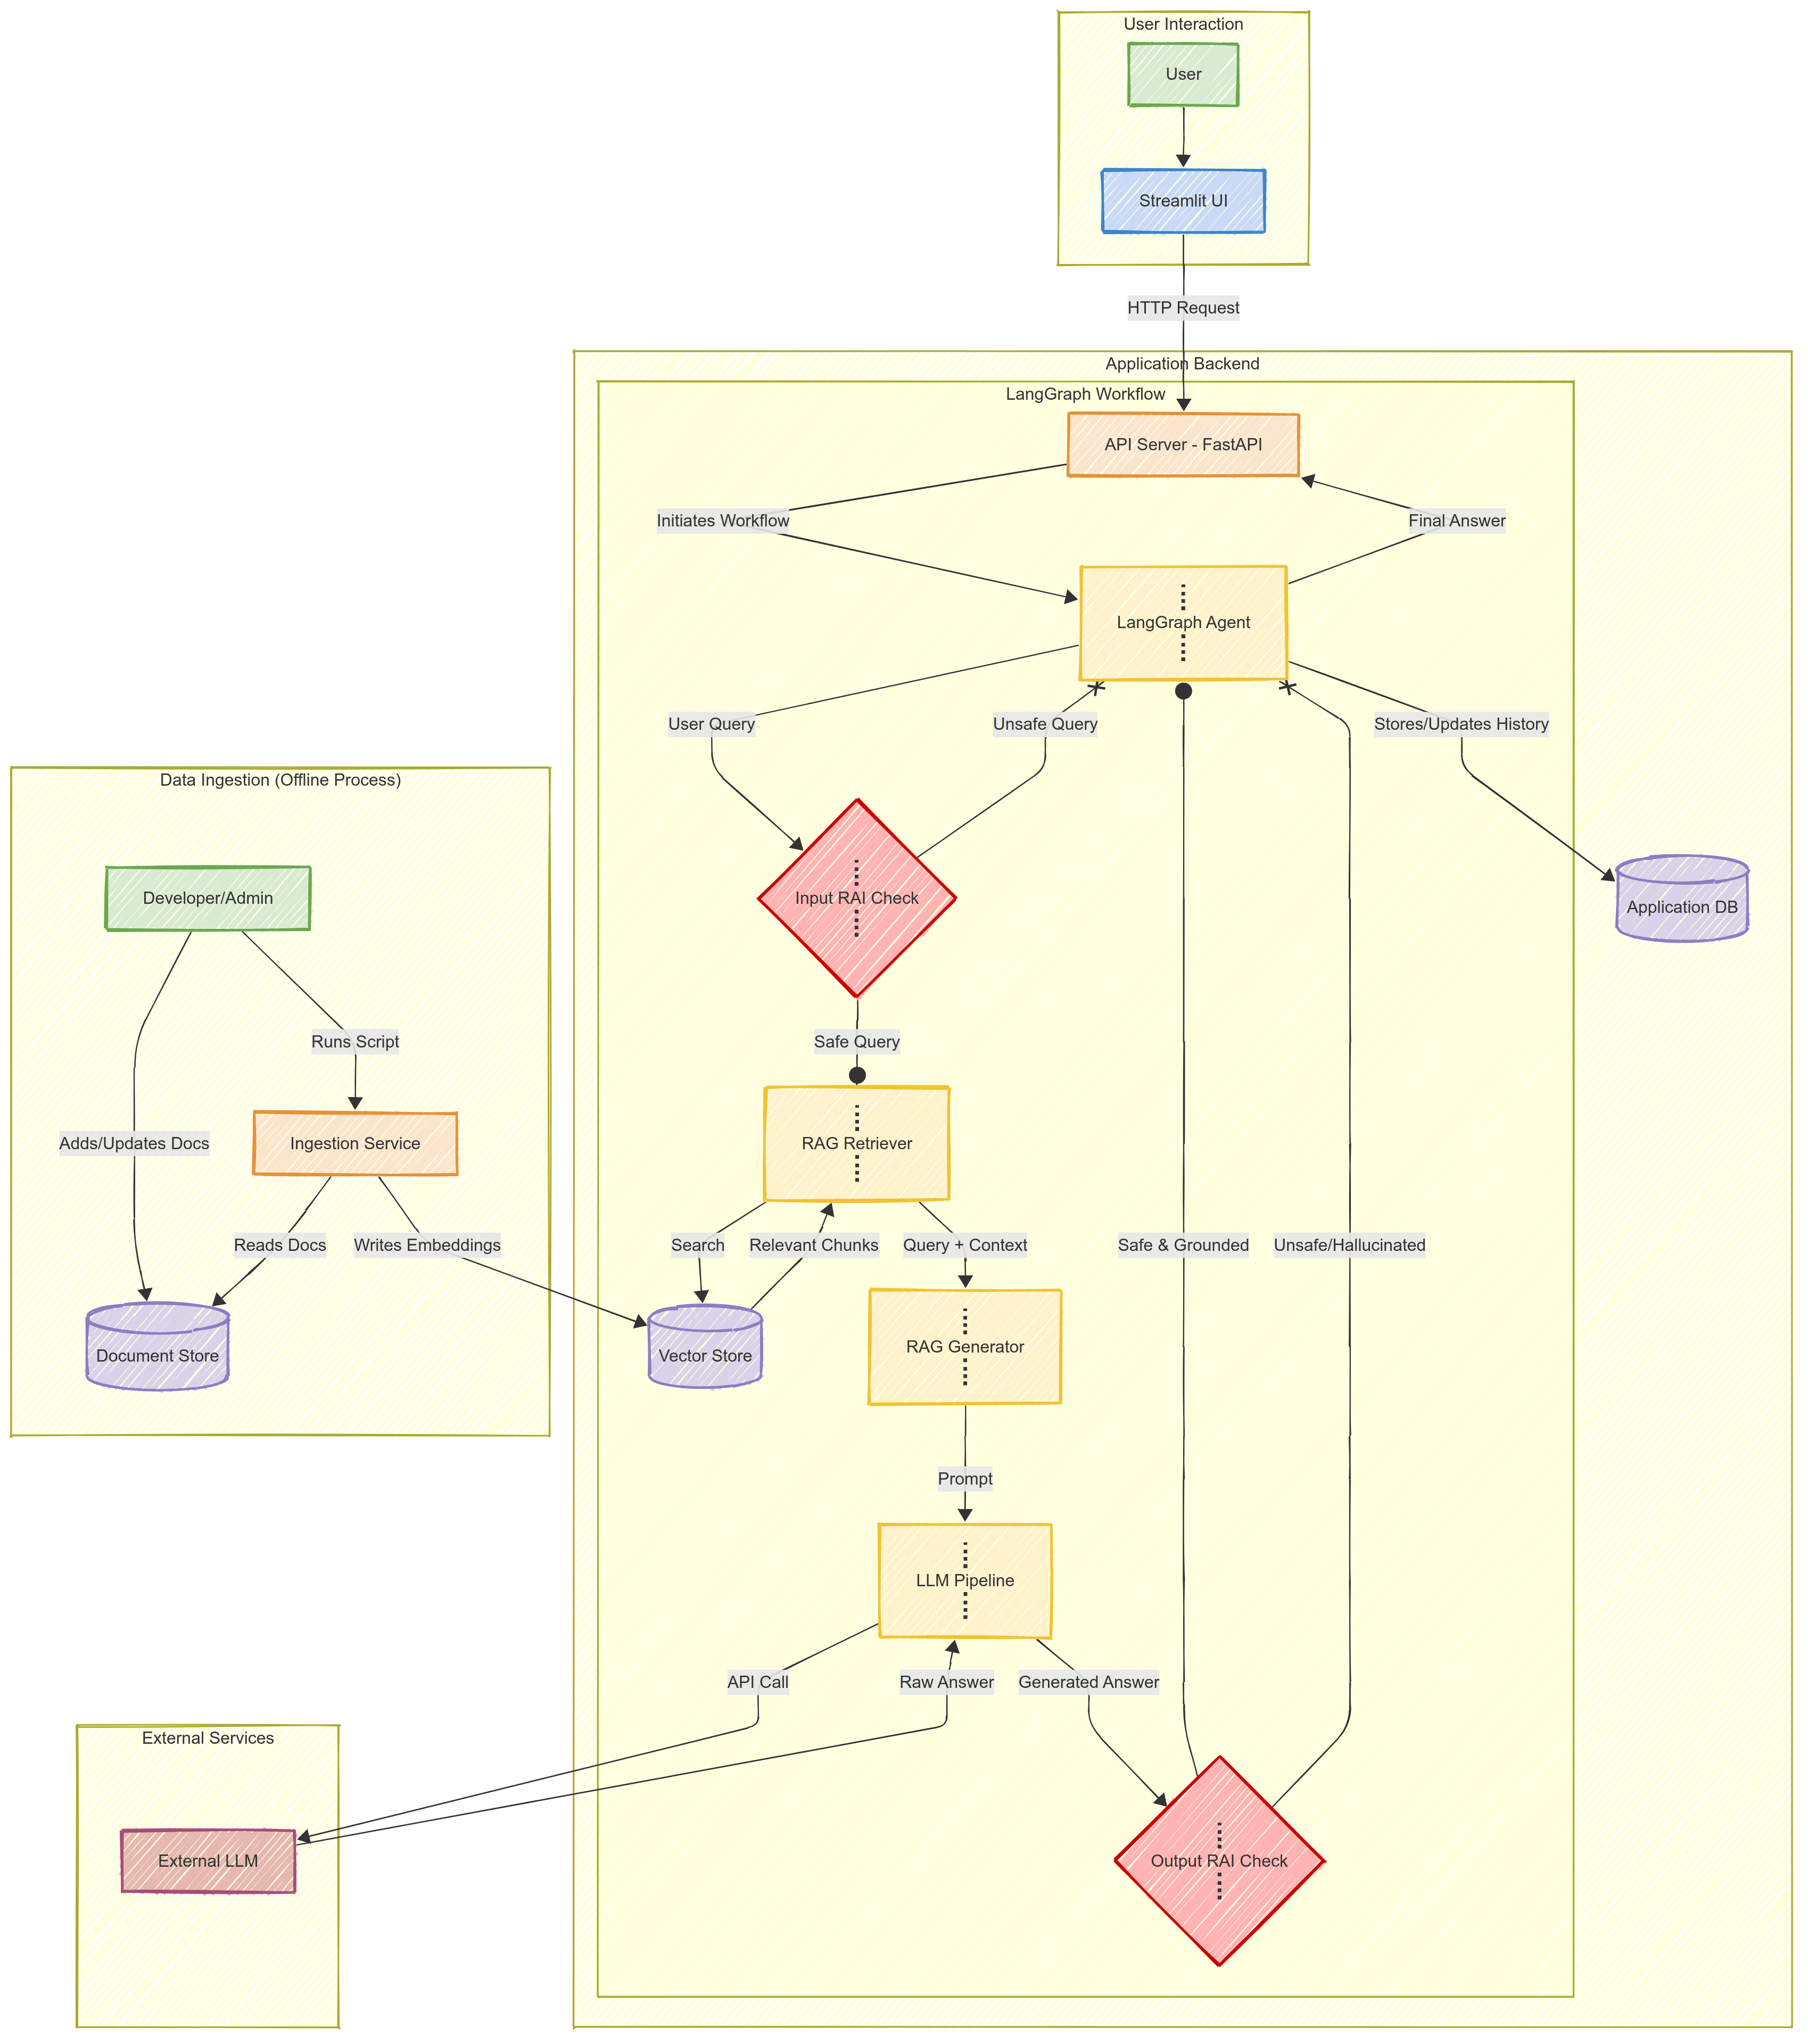 User Interaction
User
Streamlit UI
HTTP Request
Application Backend
LangGraph Workflow
API Server - FastAPI
Initiates Workflow
Final Answer
LangGraph Agent
User Query
Unsafe Query
Stores/Updates History
Data Ingestion (Offline Process)
Developer/Admin
Input RAI Check
Application DB
Runs Script
Safe Query
Adds/Updates Docs
Ingestion Service
RAG Retriever
Reads Docs
Writes Embeddings
Search
Relevant Chunks
Query + Context
Safe & Grounded
Unsafe/Hallucinated
Document Store
Vector Store
RAG Generator
Prompt
LLM Pipeline
API Call
Raw Answer
Generated Answer
External Services
External LLM
Output RAI Check